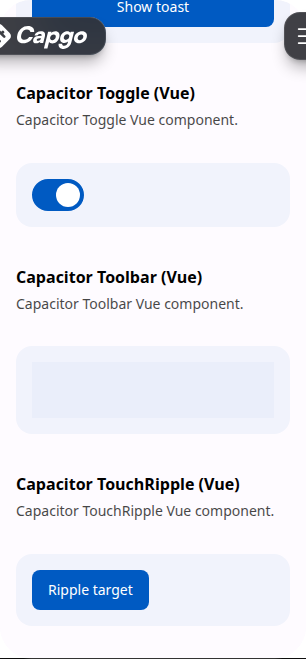 Show toast
Capgo
Capacitor Toggle (Vue)
Capacitor Toggle Vue component.
Capacitor Toolbar (Vue)
Capacitor Toolbar Vue component.
Capacitor TouchRipple (Vue)
Capacitor TouchRipple Vue component.
Ripple target